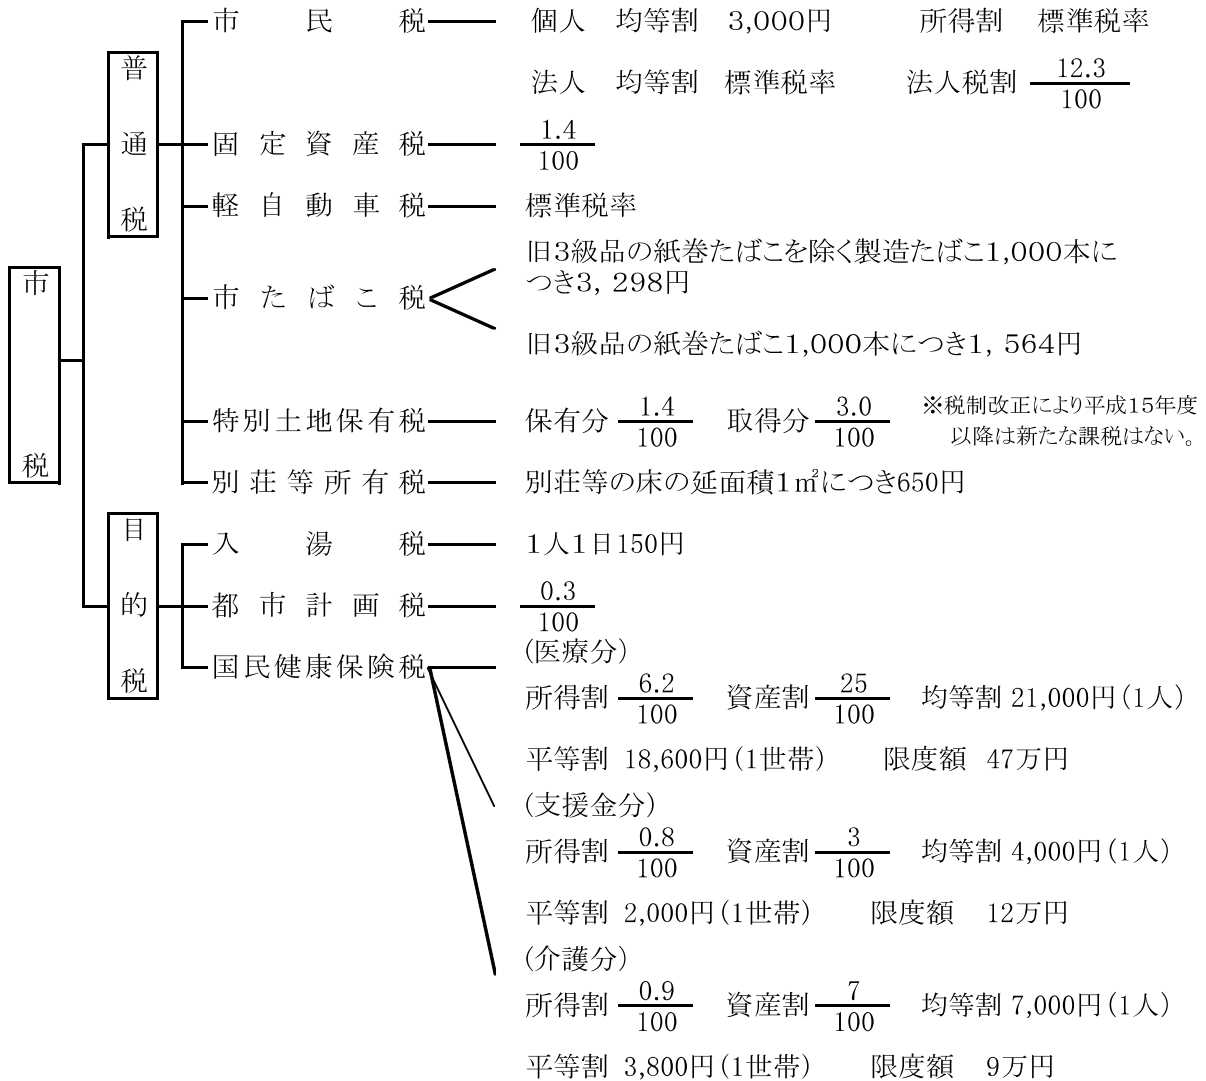 市税
普通税
市民税 個人 均等割 3,000円 所得割 標準税率
法人 均等割 標準税率 法人税割 12.3/100
固定資産税 1.4/100
軽自動車税 標準税率
市たばこ税 旧3級品の紙巻たばこを除く製造たばこ1,000本に
つき3, 298円
旧3級品の紙巻たばこ1,000本につき1, 564円
特別土地保有税 保有分 1.4/100 取得分 3.0/100 ※税制改正により平成15年度
以降は新たな課税はない。
別荘等所有税 別荘等の床の延面積1㎡につき650円
目的税
入湯税 1人1日150円
都市計画税 0.3/100
国民健康保険税 (医療分)
所得割 6.2/100 資産割 25/100 均等割 21,000円(1人)
平等割 18,600円(1世帯) 限度額 47万円
(支援金分)
所得割 0.8/100 資産割 3/100 均等割 4,000円(1人)
平等割 2,000円(1世帯) 限度額 12万円
(介護分)
所得割 0.9/100 資産割 7/100 均等割 7,000円(1人)
平等割 3,800円(1世帯) 限度額 9万円